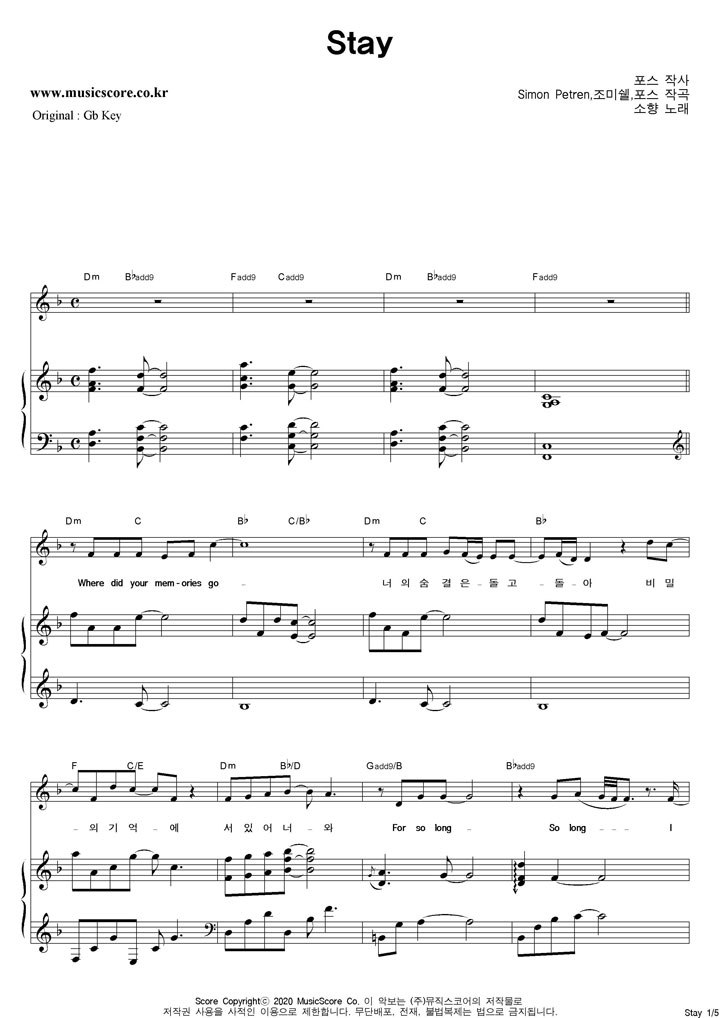 Stay
www.musicscore.co.kr
Original : Gb Key
포스 작사
Simon Petren,조미쉘,포스 작곡
소향 노래
Dm B♭add9 Fadd9 Cadd9 Dm B♭add9 Fadd9
Dm C B♭ C/B♭ Dm C B♭
Where did your mem-ories go - - 너 의 숨 결 은 - 돌 고 - 돌 - 아 비 밀
F C/E Dm B♭/D Gadd9/B B♭add9
- - 의 기 억 - 에 서 있 어 너 - 와 For so long - - So long - - - - I
Score Copyrightⓒ 2020 MusicScore Co. 이 악보는 (주)뮤직스코어의 저작물로
저작권 사용을 사적인 이용으로 제한합니다. 무단배포, 전재, 불법복제는 법으로 금지됩니다.
Stay 1/5